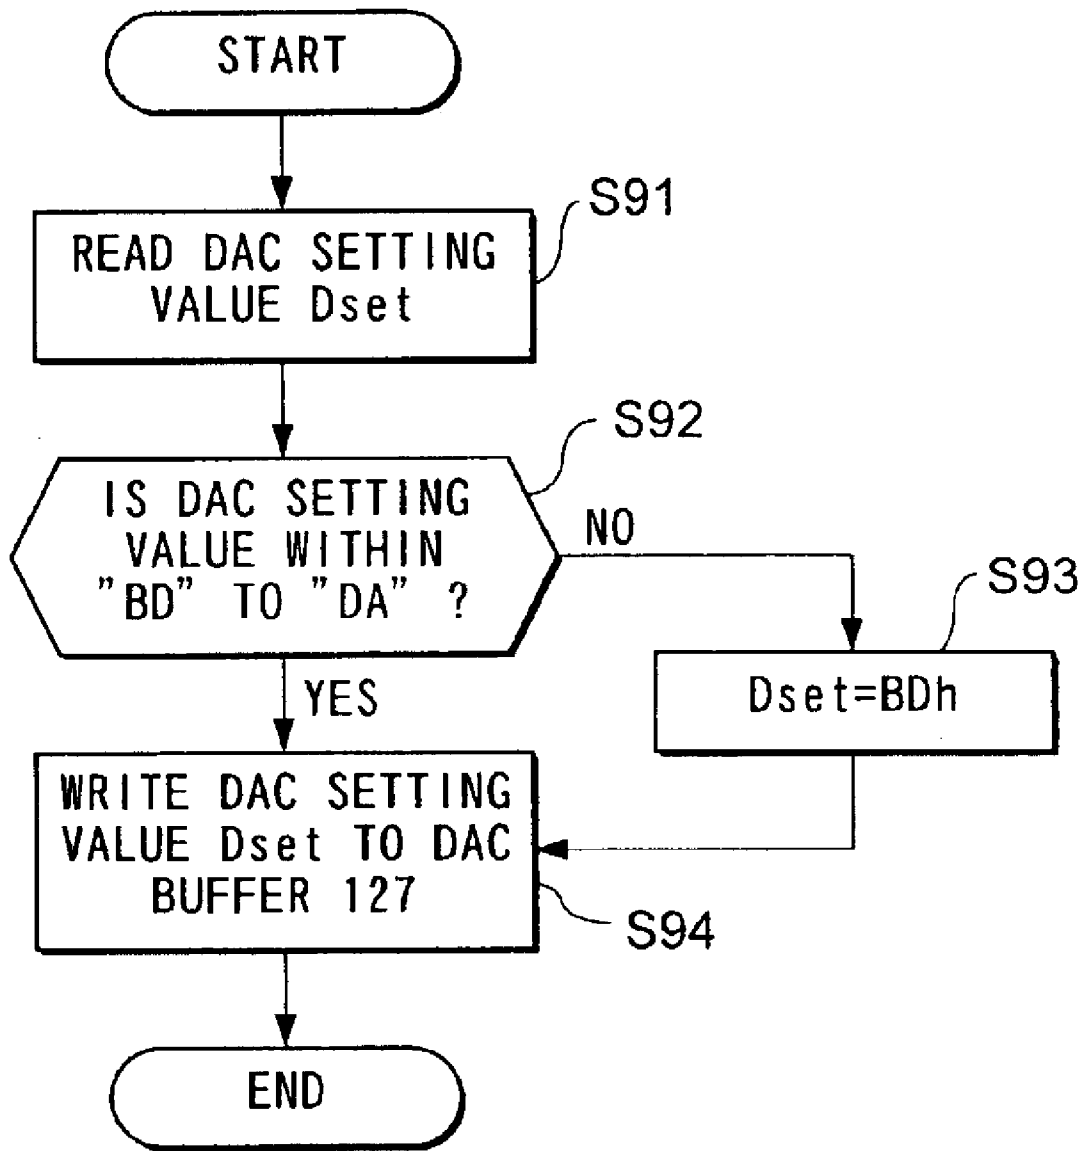 START
S91
READ DAC SETTING
VALUE Dset
S92
IS DAC SETTING
VALUE WITHIN
"BD" TO "DA" ?
NO
S93
Dset=BDh
YES
WRITE DAC SETTING
VALUE Dset TO DAC
BUFFER 127
S94
END